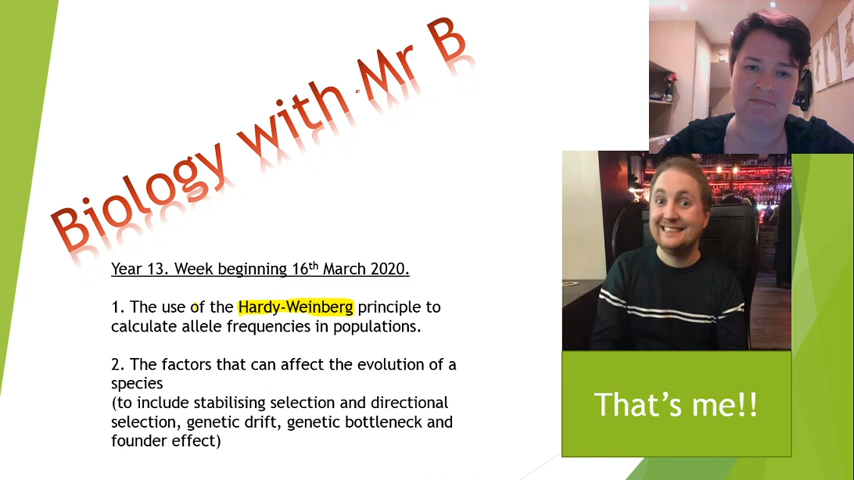 Biology with Mr B
Year 13. Week beginning 16th March 2020.
1. The use of the Hardy-Weinberg principle to
calculate allele frequencies in populations.
2. The factors that can affect the evolution of a
species
(to include stabilising selection and directional
selection, genetic drift, genetic bottleneck and
founder effect)
That's me!!